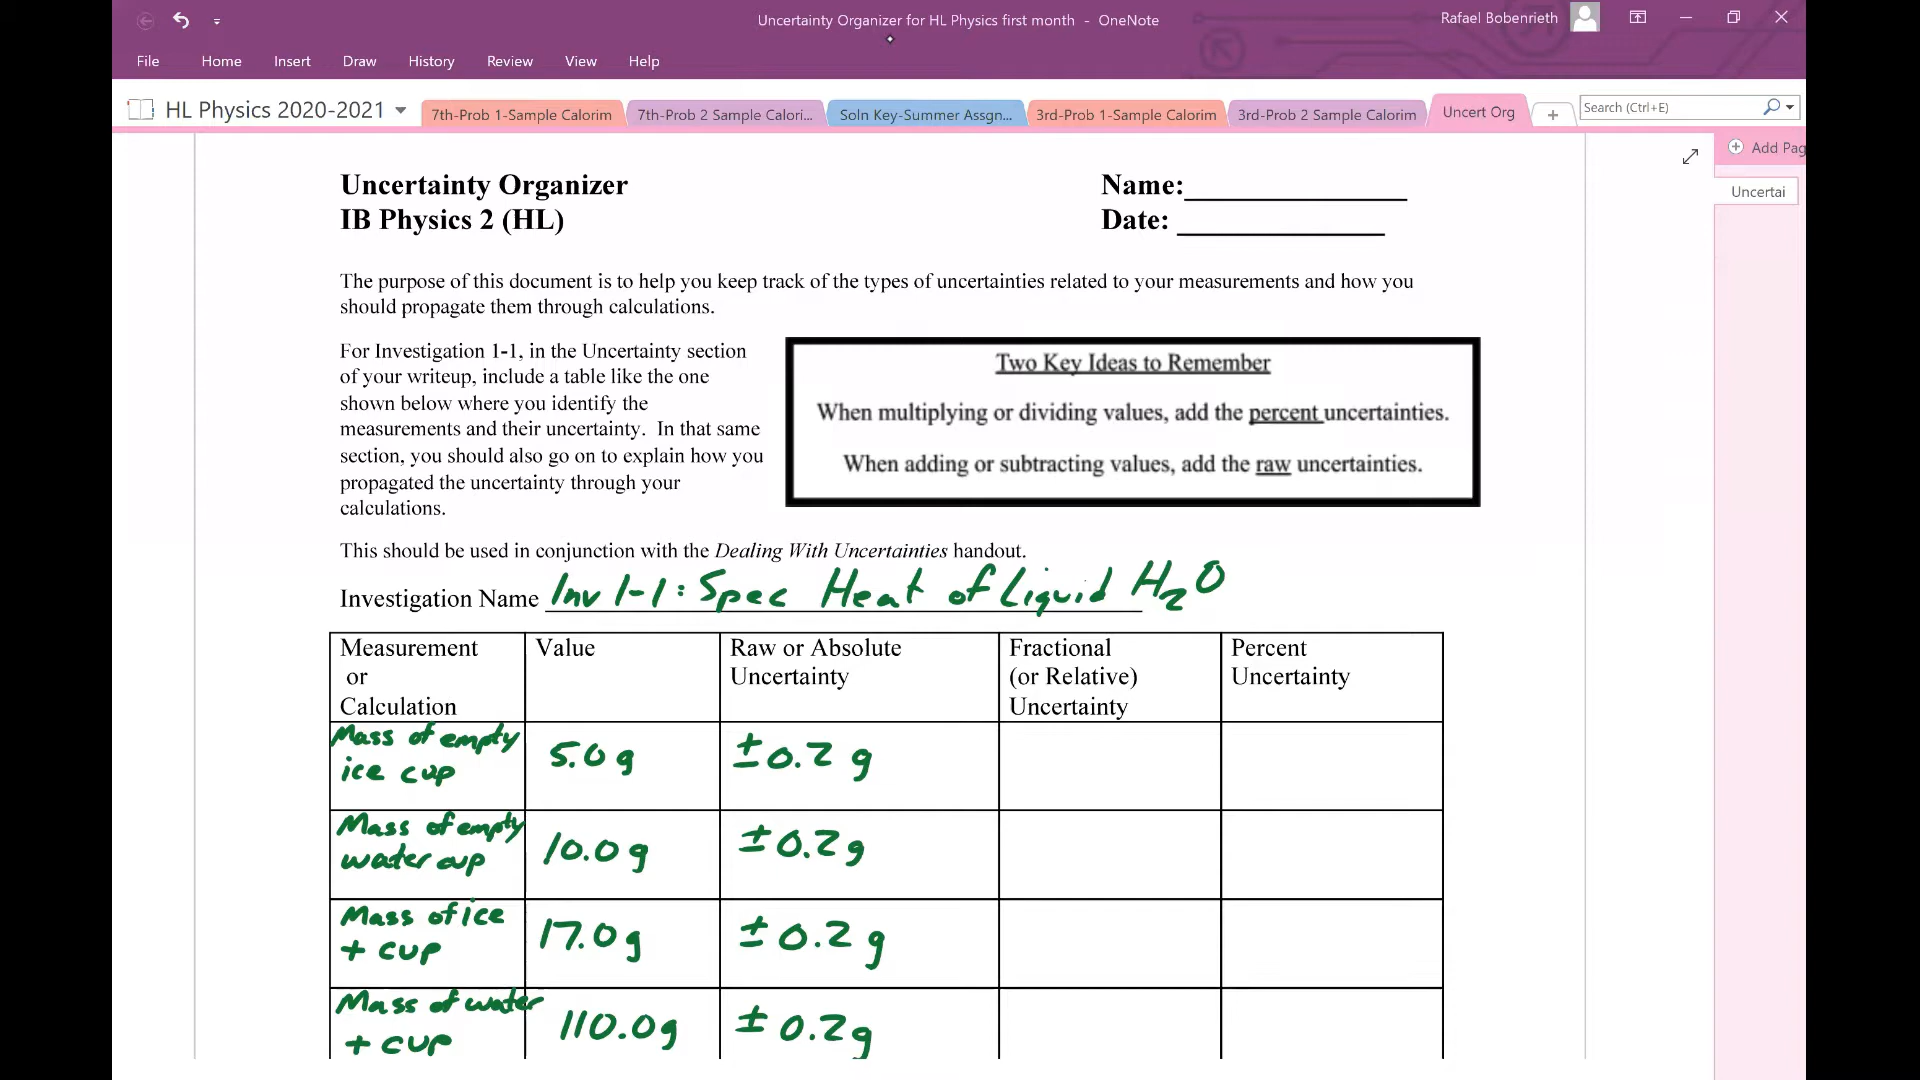 Uncertainty Organizer for HL Physics first month - OneNote
Rafael Bobenrieth
File Home Insert Draw History Review View Help
HL Physics 2020-2021
7th-Prob 1-Sample Calorim
7th-Prob 2 Sample Calori...
Soln Key-Summer Assgn...
3rd-Prob 1-Sample Calorim
3rd-Prob 2 Sample Calorim
Uncert Org
Search (Ctrl+E)
Add Pag
Uncertai
Uncertainty Organizer
IB Physics 2 (HL)
Name:
Date:
The purpose of this document is to help you keep track of the types of uncertainties related to your measurements and how you
should propagate them through calculations.
For Investigation 1-1, in the Uncertainty section
of your writeup, include a table like the one
shown below where you identify the
measurements and their uncertainty. In that same
section, you should also go on to explain how you
propagated the uncertainty through your
calculations.
Two Key Ideas to Remember
When multiplying or dividing values, add the percent uncertainties.
When adding or subtracting values, add the raw uncertainties.
This should be used in conjunction with the Dealing With Uncertainties handout.
Investigation Name Inv 1-1: Spec Heat of Liquid H2O
Measurement
or
Calculation
Value
Raw or Absolute
Uncertainty
Fractional
(or Relative)
Uncertainty
Percent
Uncertainty
Mass of empty
ice cup
5.0 g
±0.2 g
Mass of empty
water cup
10.0 g
±0.2 g
Mass of ice
+ cup
17.0 g
±0.2 g
Mass of water
+ cup
110.0 g
±0.2 g